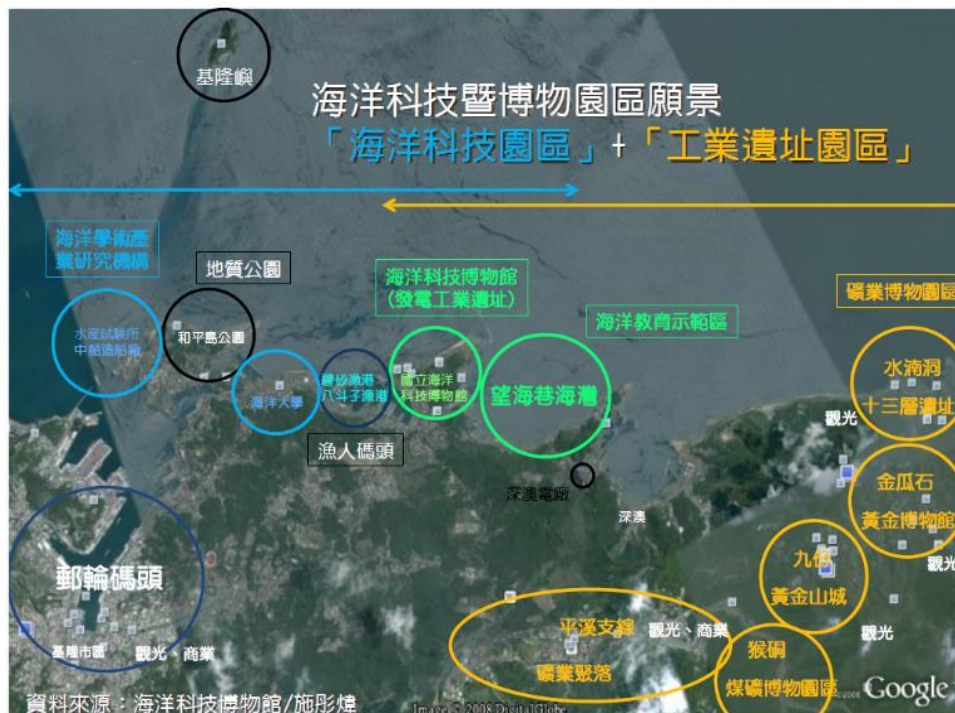 基隆嶼
海洋科技暨博物園區願景
「海洋科技園區」+「工業遺址園區」
海洋學術產
業研究機構
地質公園
海洋科技博物館
(發電工業遺址)
海洋教育示範區
礦業博物園區
水產試驗所
中船造船廠
和平島公園
海洋大學
碧砂漁港
八斗子漁港
國立海洋
科技博物館
望海巷海灣
水湳洞
十三層遺址
觀光
漁人碼頭
深澳電廠
深澳
金瓜石
黃金博物館
觀光
郵輪碼頭
基隆市區
觀光、商業
九份
黃金山城
觀光
平溪支線
觀光、商業
礦業聚落
猴硐
煤礦博物園區
資料來源：海洋科技博物館/施彤煒
Image © 2008 DigitalGlobe
© 2008 Google